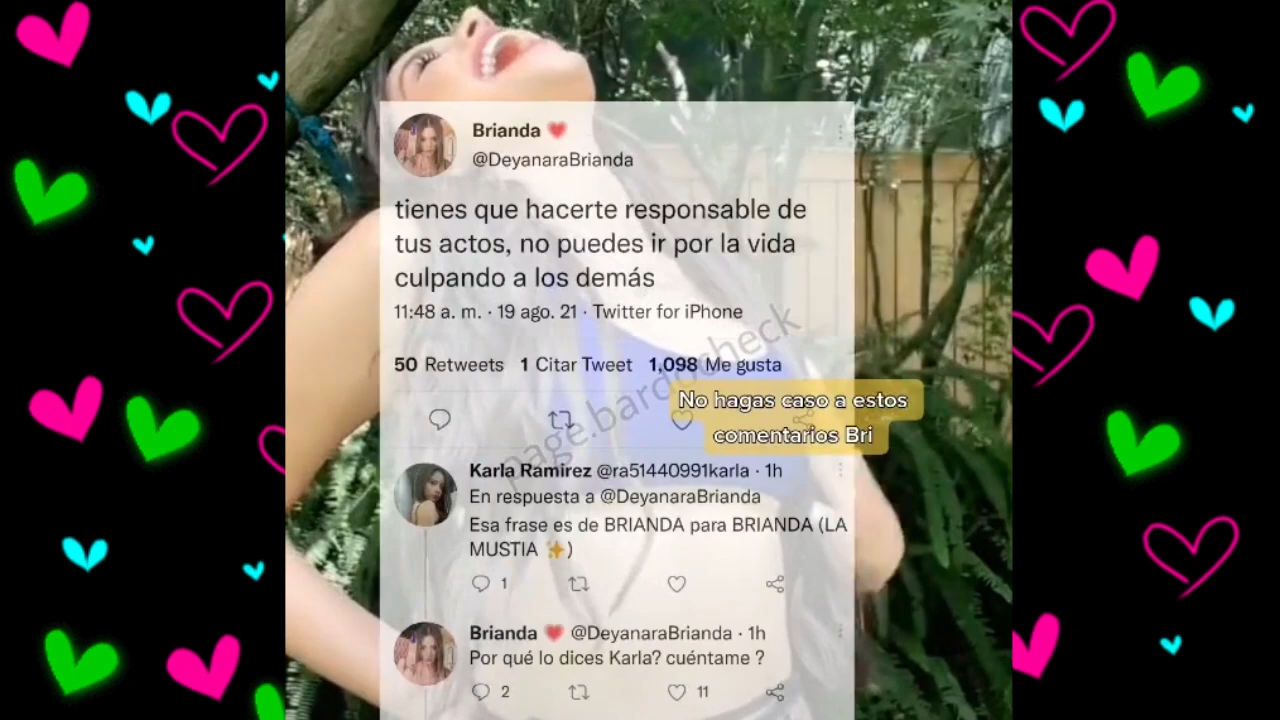 Brianda ❤️
@DeyanaraBrianda
tienes que hacerte responsable de
tus actos, no puedes ir por la vida
culpando a los demás
11:48 a. m. · 19 ago. 21 · Twitter for iPhone
50 Retweets 1 Citar Tweet 1,098 Me gusta
page.bardocheck
No hagas caso a estos
comentarios Bri
Karla Ramirez @ra51440991karla · 1h
En respuesta a @DeyanaraBrianda
Esa frase es de BRIANDA para BRIANDA (LA
MUSTIA ✨)
1
Brianda ❤️ @DeyanaraBrianda · 1h
Por qué lo dices Karla? cuéntame ?
2 11